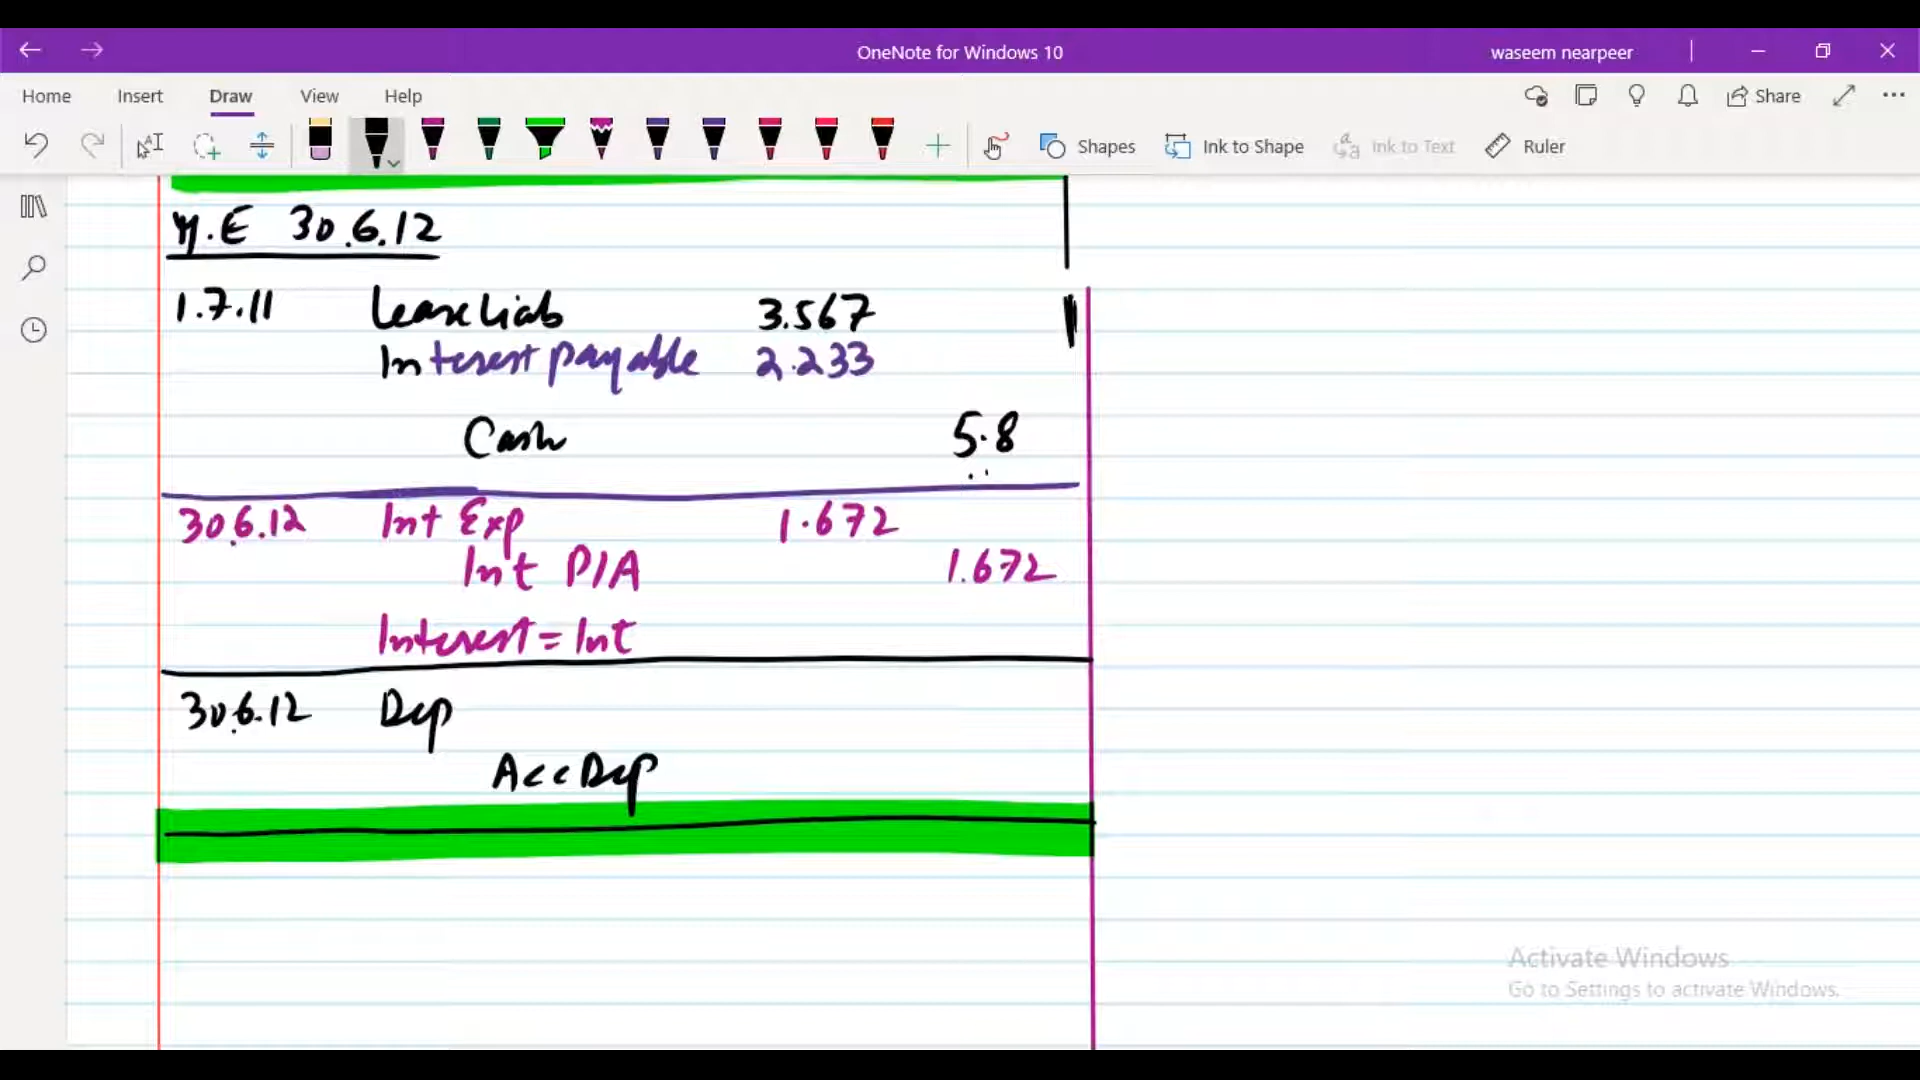 OneNote for Windows 10
waseem nearpeer
Home Insert Draw View Help
Share
Shapes Ink to Shape Ink to Text Ruler
Y.E 30.6.12
1.7.11 Lease Liab 3.567
Interest payable 2.233
Cash 5.8
30.6.12 Int Exp 1.672
Int P/A 1.672
Interest = Int
30.6.12 Dep
Acc Dep
Activate Windows
Go to Settings to activate Windows.